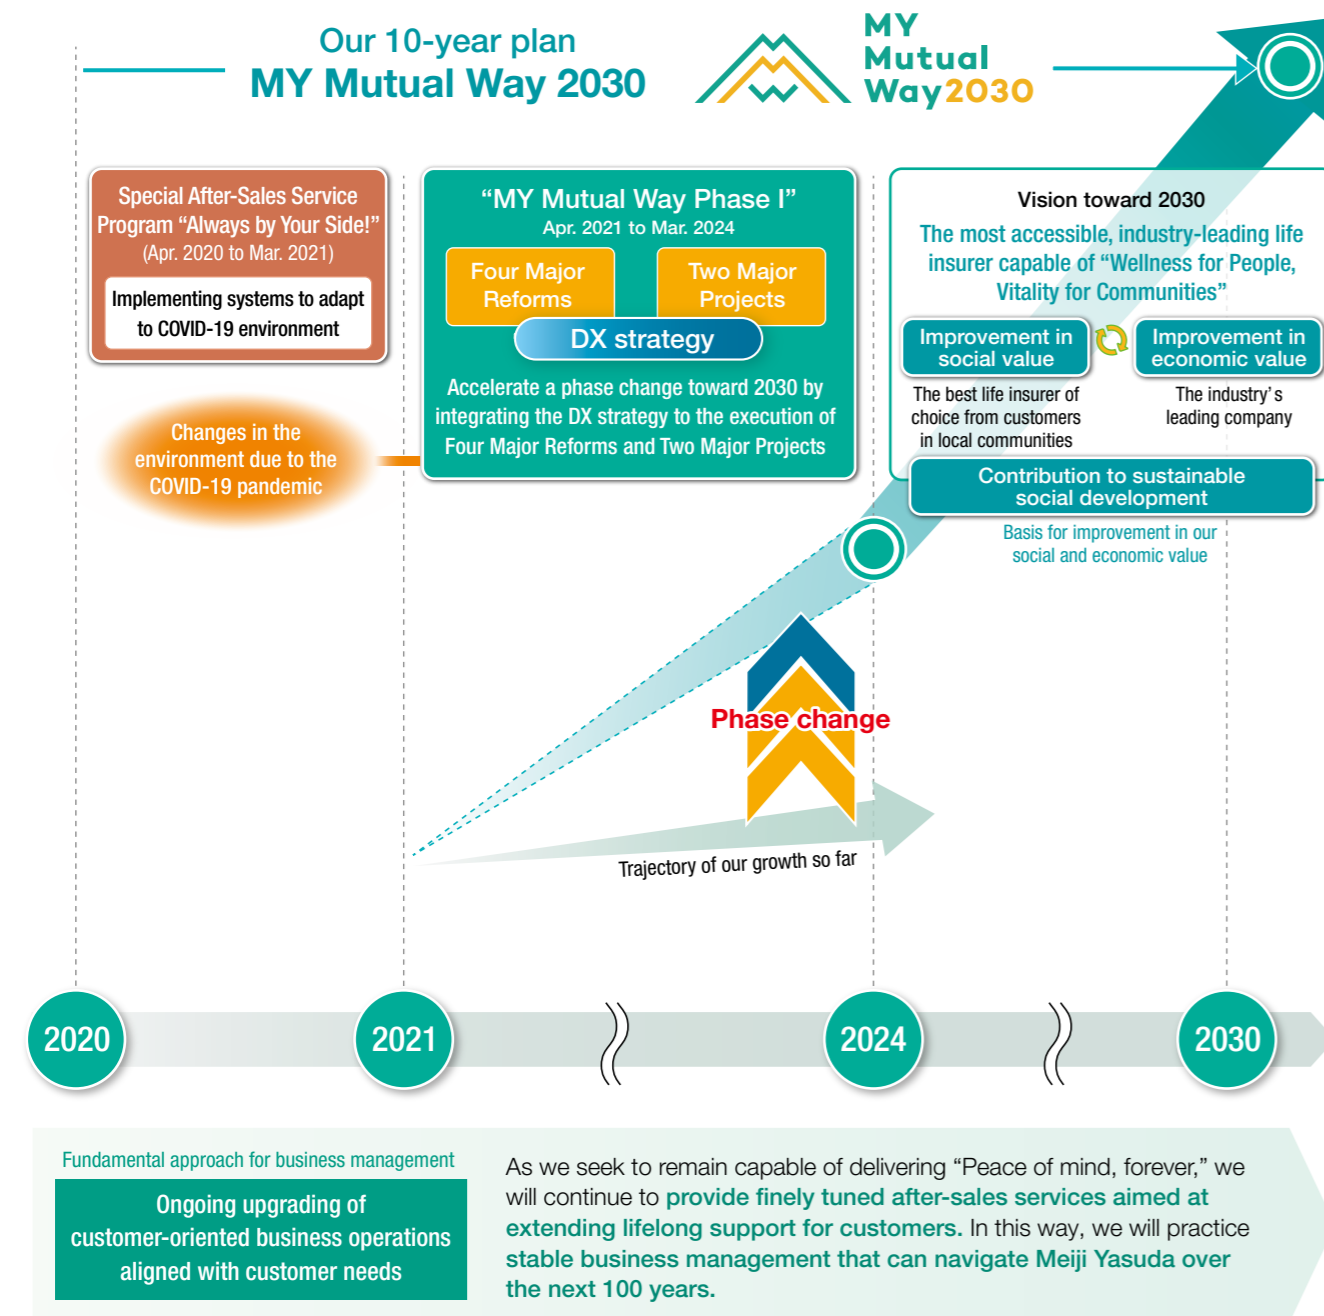 Our 10-year plan
MY Mutual Way 2030
MY
Mutual
Way2030
Special After-Sales Service
Program “Always by Your Side!”
(Apr. 2020 to Mar. 2021)
Implementing systems to adapt
to COVID-19 environment
Changes in the
environment due to the
COVID-19 pandemic
“MY Mutual Way Phase I”
Apr. 2021 to Mar. 2024
Four Major
Reforms
Two Major
Projects
DX strategy
Accelerate a phase change toward 2030 by
integrating the DX strategy to the execution of
Four Major Reforms and Two Major Projects
Vision toward 2030
The most accessible, industry-leading life
insurer capable of “Wellness for People,
Vitality for Communities”
Improvement in
social value
Improvement in
economic value
The best life insurer of
choice from customers
in local communities
The industry’s
leading company
Contribution to sustainable
social development
Basis for improvement in our
social and economic value
Phase change
Trajectory of our growth so far
2020
2021
2024
2030
Fundamental approach for business management
Ongoing upgrading of
customer-oriented business operations
aligned with customer needs
As we seek to remain capable of delivering “Peace of mind, forever,” we
will continue to provide finely tuned after-sales services aimed at
extending lifelong support for customers. In this way, we will practice
stable business management that can navigate Meiji Yasuda over
the next 100 years.